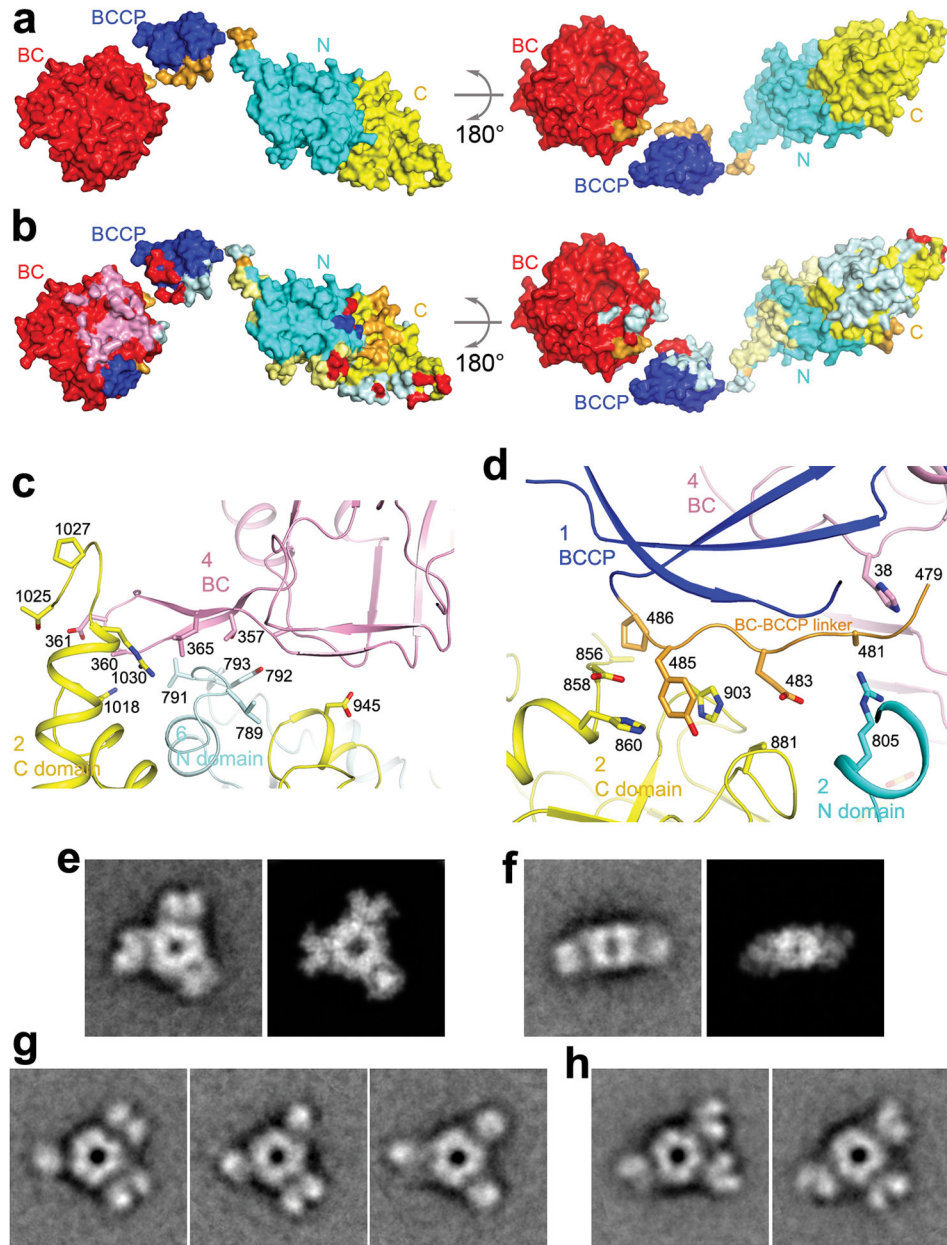 a
BC
BCCP
N
C
180°
BC
BCCP
N
C
b
BC
BCCP
N
C
180°
BC
BCCP
N
C
c
1027
1025
361
360
1030
1018
4
BC
365
357
793
792
791
789
945
6
N domain
2
C domain
d
1
BCCP
4
BC
38
479
BC-BCCP linker
486
481
485
483
856
858
903
860
881
805
2
C domain
2
N domain
e
f
g
h